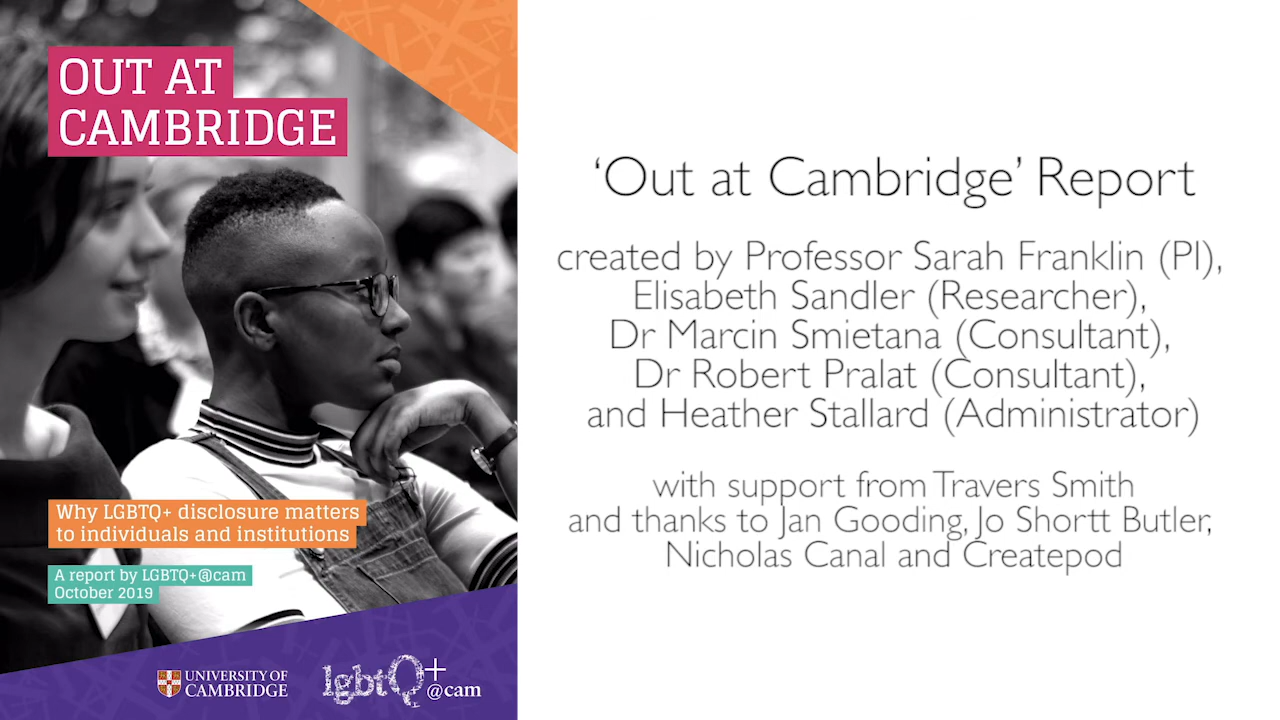 OUT AT
CAMBRIDGE
Why LGBTQ+ disclosure matters
to individuals and institutions
A report by LGBTQ+@cam
October 2019
UNIVERSITY OF
CAMBRIDGE
lgbtQ+
@cam
‘Out at Cambridge’ Report
created by Professor Sarah Franklin (PI),
Elisabeth Sandler (Researcher),
Dr Marcin Smietana (Consultant),
Dr Robert Pralat (Consultant),
and Heather Stallard (Administrator)
with support from Travers Smith
and thanks to Jan Gooding, Jo Shortt Butler,
Nicholas Canal and Createpod